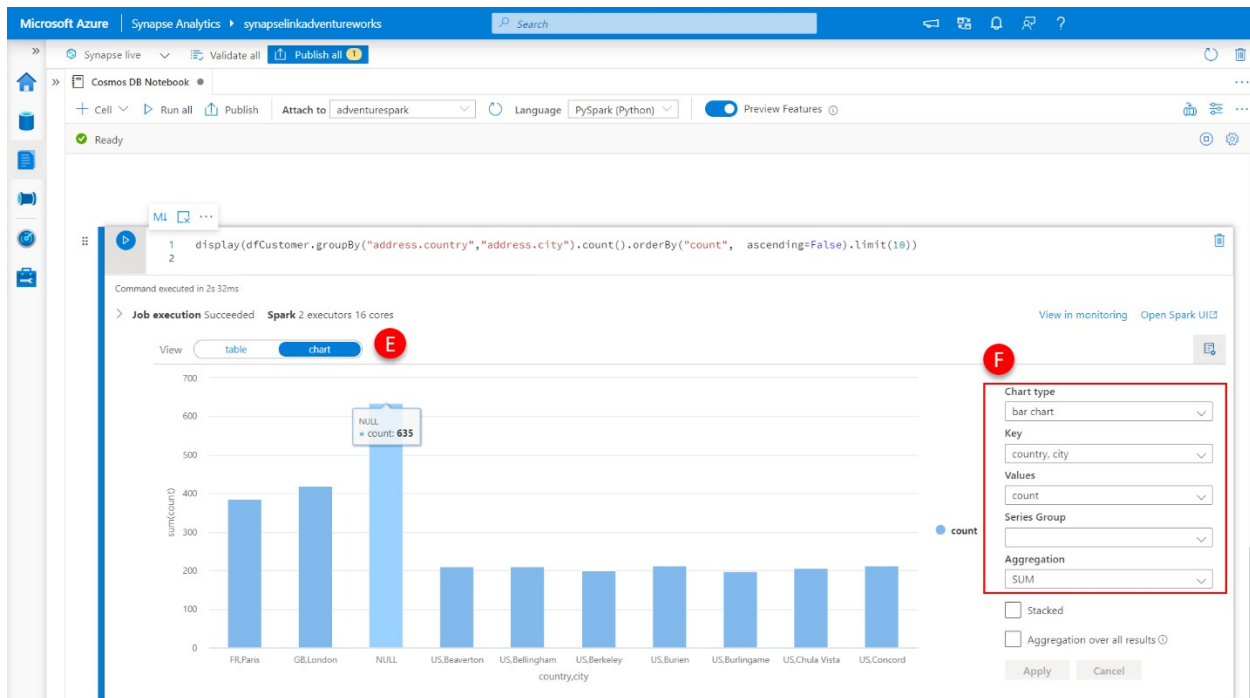 Microsoft Azure | Synapse Analytics ▸ synapselinkadventureworks Search ?
» Synapse live Validate all Publish all 1
» Cosmos DB Notebook ● ...
+ Cell Run all Publish Attach to adventurespark Language PySpark (Python) Preview Features ...
Ready
M↓ ...
1 display(dfCustomer.groupBy("address.country","address.city").count().orderBy("count", ascending=False).limit(10))
2
Command executed in 2s 32ms
> Job execution Succeeded Spark 2 executors 16 cores View in monitoring Open Spark UI
View table chart E
F
700
600
500
400
300
200
100
0
sum(count)
NULL
count: 635
FR,Paris GB,London NULL US,Beaverton US,Bellingham US,Berkeley US,Burien US,Burlingame US,Chula Vista US,Concord
country,city
count
Chart type
bar chart
Key
country, city
Values
count
Series Group
Aggregation
SUM
Stacked
Aggregation over all results
Apply Cancel